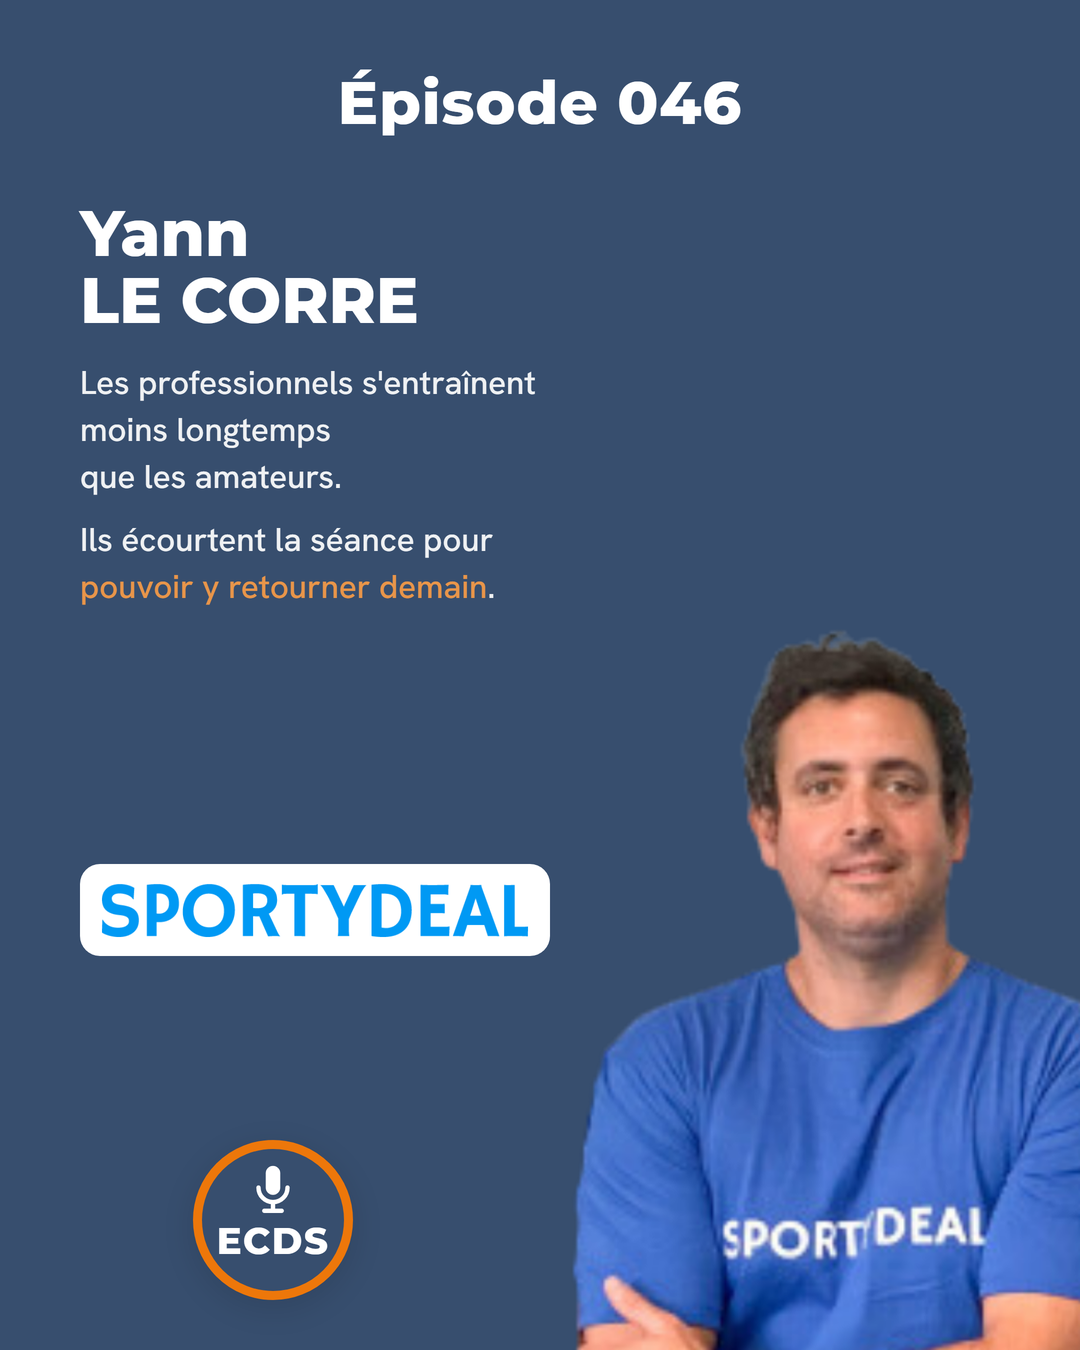 Épisode 046
Yann
LE CORRE
Les professionnels s'entraînent
moins longtemps
que les amateurs.
Ils écourtent la séance pour
pouvoir y retourner demain.
SPORTYDEAL
SPORTYDEAL
ECDS